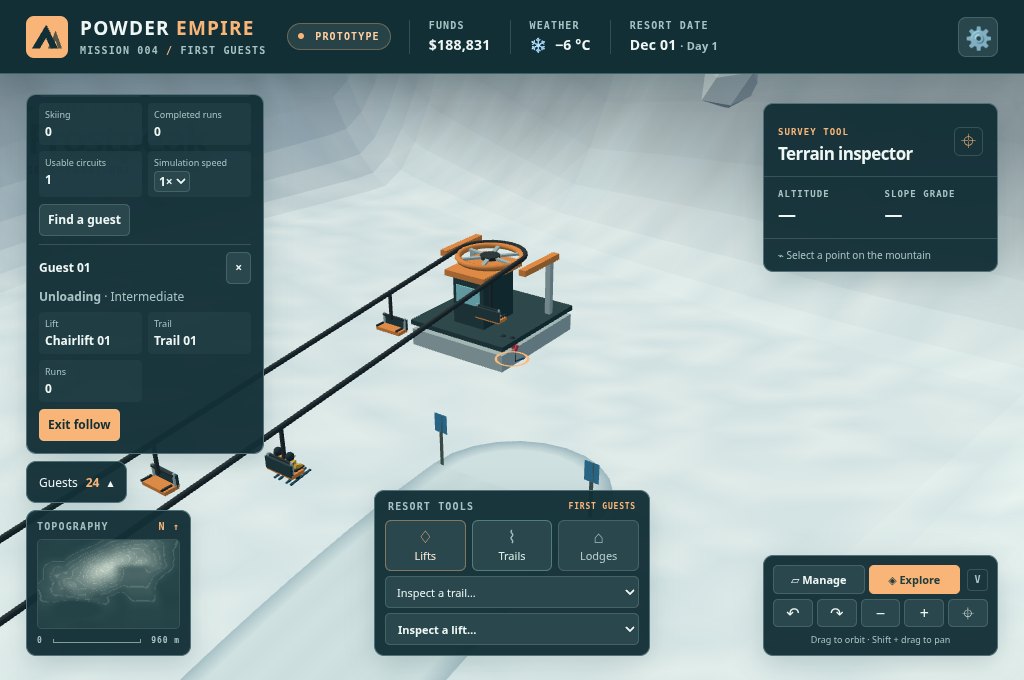 POWDER EMPIRE
MISSION 004 / FIRST GUESTS
PROTOTYPE
FUNDS
$188,831
WEATHER
❄️ −6 °C
RESORT DATE
Dec 01 · Day 1
Skiing
0
Completed runs
0
Usable circuits
1
Simulation speed
1×
Find a guest
Guest 01
×
Unloading · Intermediate
Lift
Chairlift 01
Trail
Trail 01
Runs
0
Exit follow
Guests 24 ▲
TOPOGRAPHY N ↑
0 960 m
RESORT TOOLS FIRST GUESTS
Lifts
Trails
Lodges
Inspect a trail...
Inspect a lift...
SURVEY TOOL
Terrain inspector
ALTITUDE
—
SLOPE GRADE
—
Select a point on the mountain
Manage
Explore
V
↶ ↷ − +
Drag to orbit · Shift + drag to pan